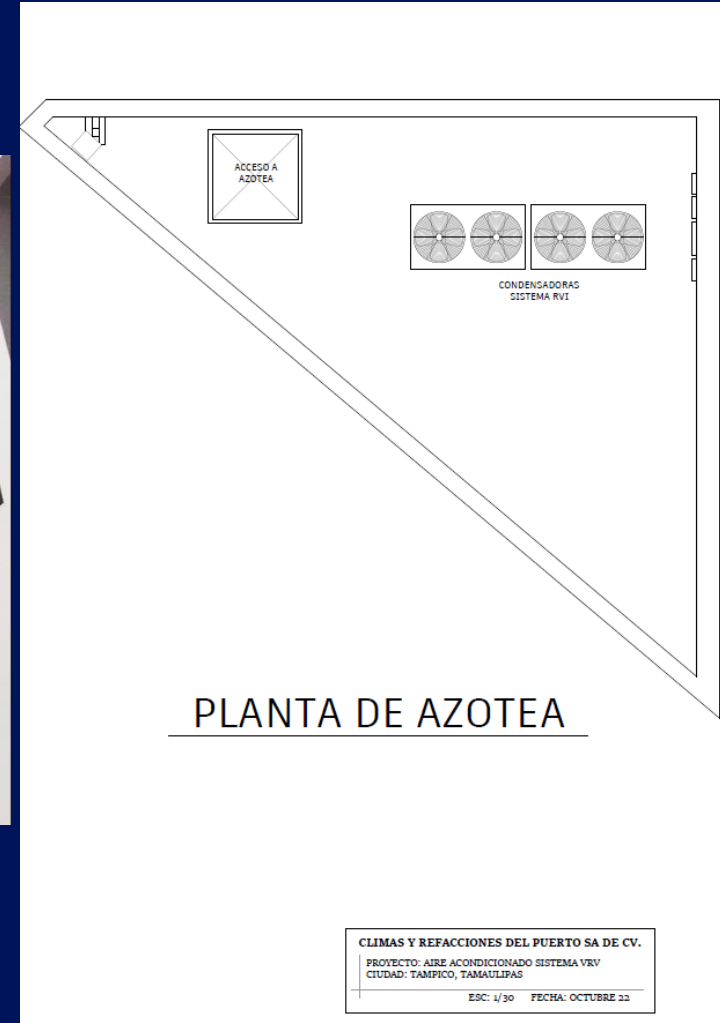 ACCESO A
AZOTEA
CONDENSADORAS
SISTEMA RVI
PLANTA DE AZOTEA
CLIMAS Y REFACCIONES DEL PUERTO SA DE CV.
PROYECTO: AIRE ACONDICIONADO SISTEMA VRV
CIUDAD: TAMPICO, TAMAULIPAS
ESC: 1/30 FECHA: OCTUBRE 22